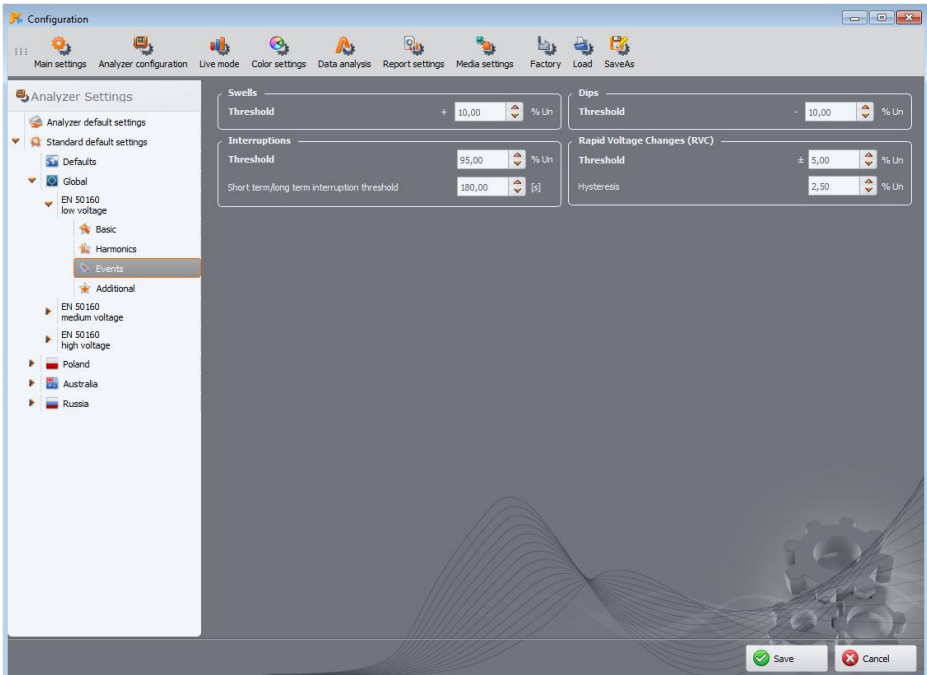 Configuration
Main settings Analyzer configuration Live mode Color settings Data analysis Report settings Media settings Factory Load SaveAs
Analyzer Settings
Analyzer default settings
Standard default settings
Defaults
Global
EN 50160
low voltage
Basic
Harmonics
Events
Additional
EN 50160
medium voltage
EN 50160
high voltage
Poland
Australia
Russia
Swells
Threshold + 10,00 % Un
Dips
Threshold - 10,00 % Un
Interruptions
Threshold 95,00 % Un
Short term/long term interruption threshold 180,00 [s]
Rapid Voltage Changes (RVC)
Threshold ± 5,00 % Un
Hysteresis 2,50 % Un
Save Cancel